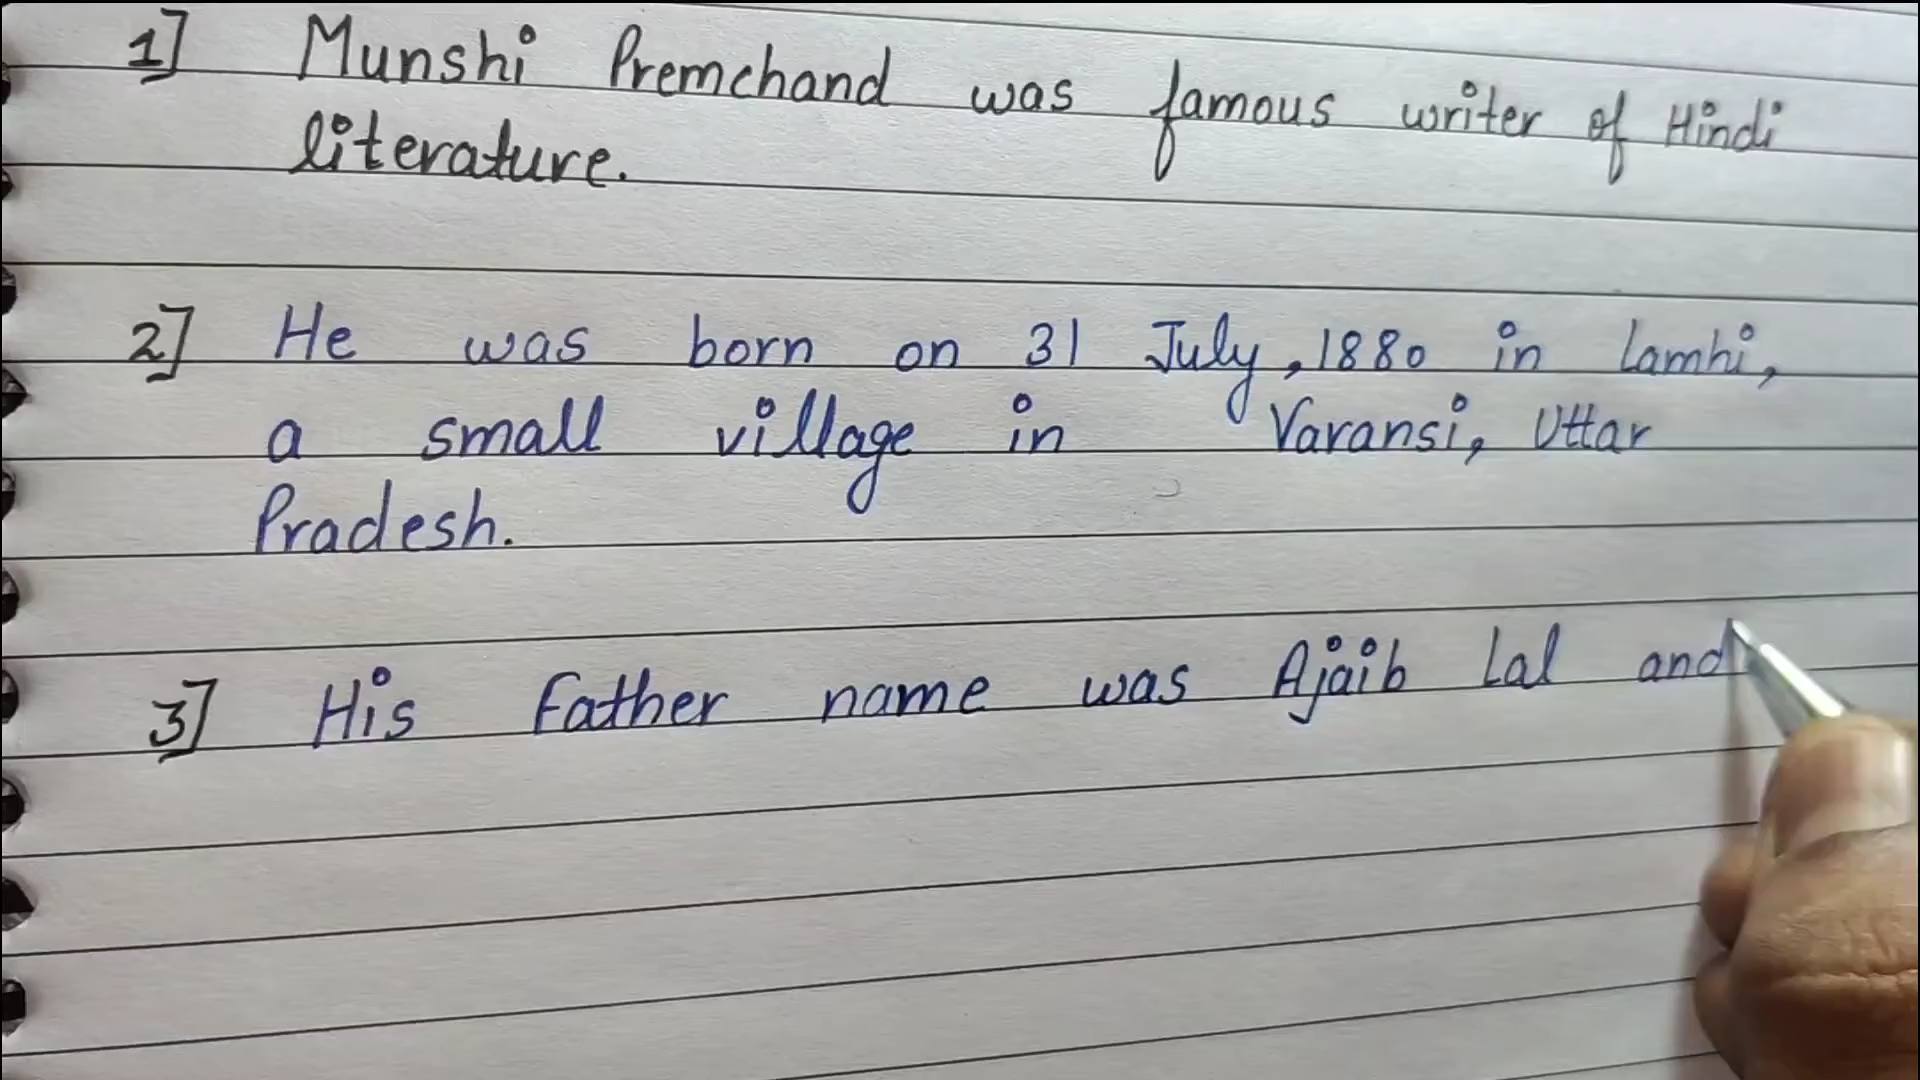 1] Munshi Premchand was famous writer of Hindi
literature.
2] He was born on 31 July, 1880 in Lamhi,
a small village in Varansi, Uttar
Pradesh.
3] His Father name was Ajaib Lal and